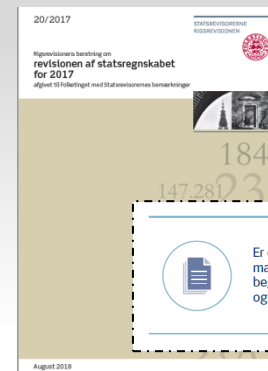 20/2017
STATSREVISORERNE
RIGSREVISIONEN
Rigsrevisionens beretning om
revisionen af statsregnskabet
for 2017
afgivet til Folketinget med Statsrevisorernes bemærkninger
184
147.281
23
Er
ma
beg
og
August 2018